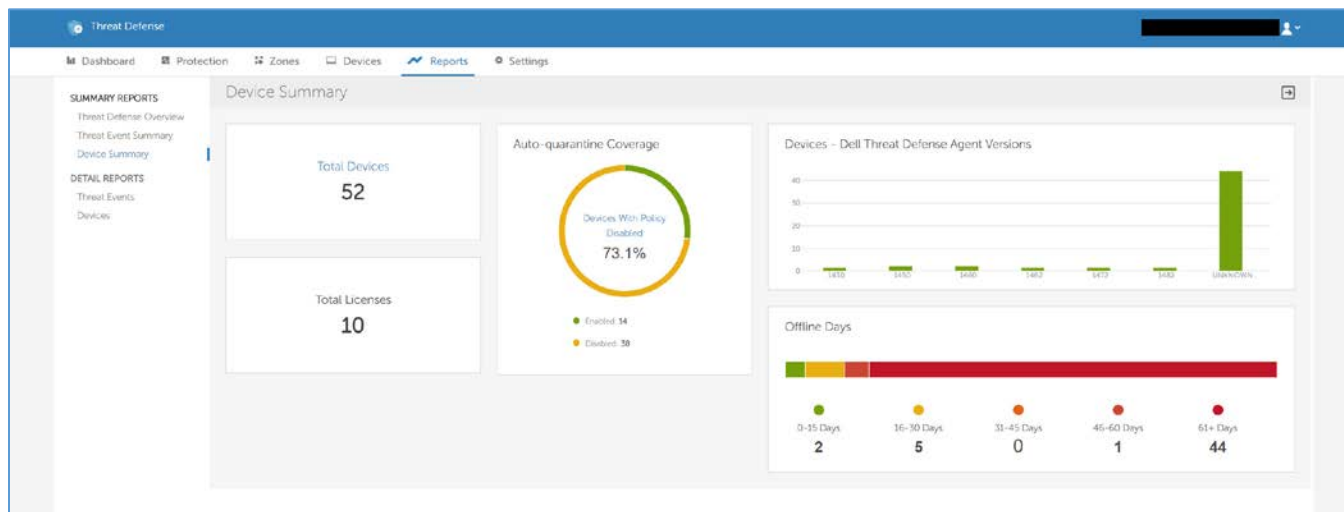 Threat Defense
Dashboard
Protection
Zones
Devices
Reports
Settings
SUMMARY REPORTS
Threat Defense Overview
Threat Event Summary
Device Summary
DETAIL REPORTS
Threat Events
Devices
Device Summary
Total Devices
52
Total Licenses
10
Auto-quarantine Coverage
Devices With Policy
Disabled
73.1%
Enabled: 14
Disabled: 38
Devices - Dell Threat Defense Agent Versions
40
30
20
10
0
UNKNOWN
Offline Days
0-15 Days
16-30 Days
31-45 Days
46-60 Days
61+ Days
2
5
0
1
44